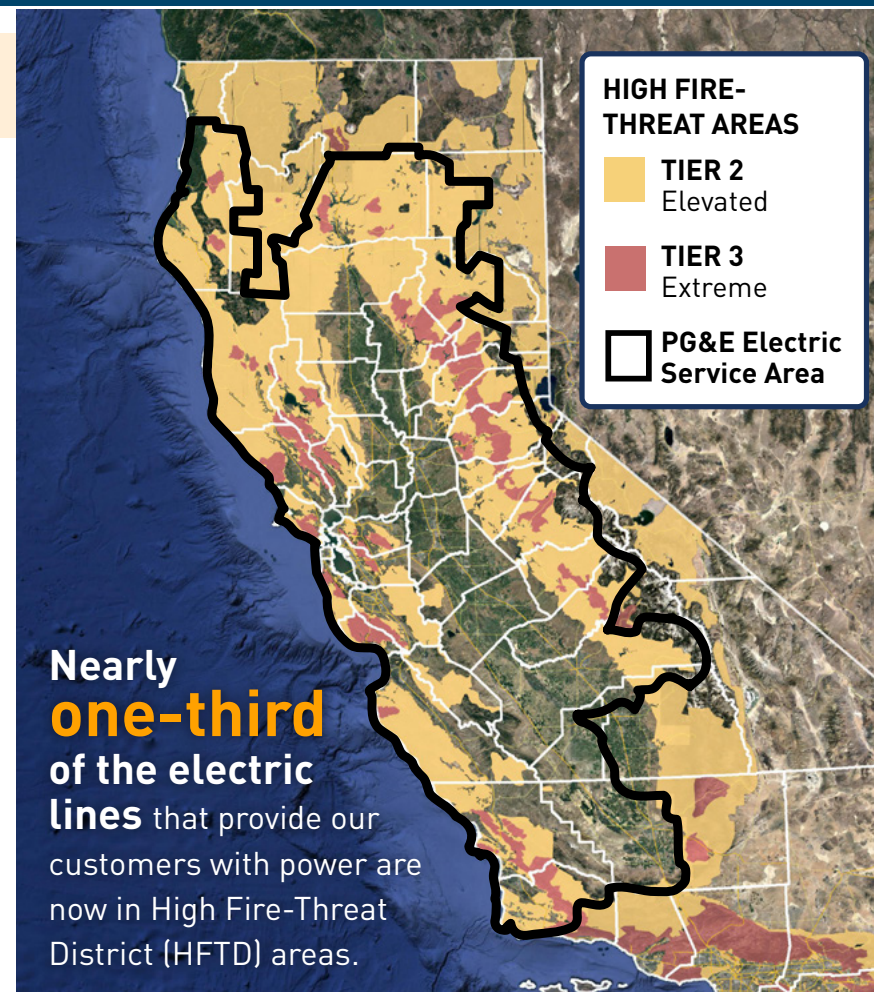 HIGH FIRE-
THREAT AREAS
TIER 2
Elevated
TIER 3
Extreme
PG&E Electric
Service Area
Nearly
one-third
of the electric
lines that provide our
customers with power are
now in High Fire-Threat
District (HFTD) areas.